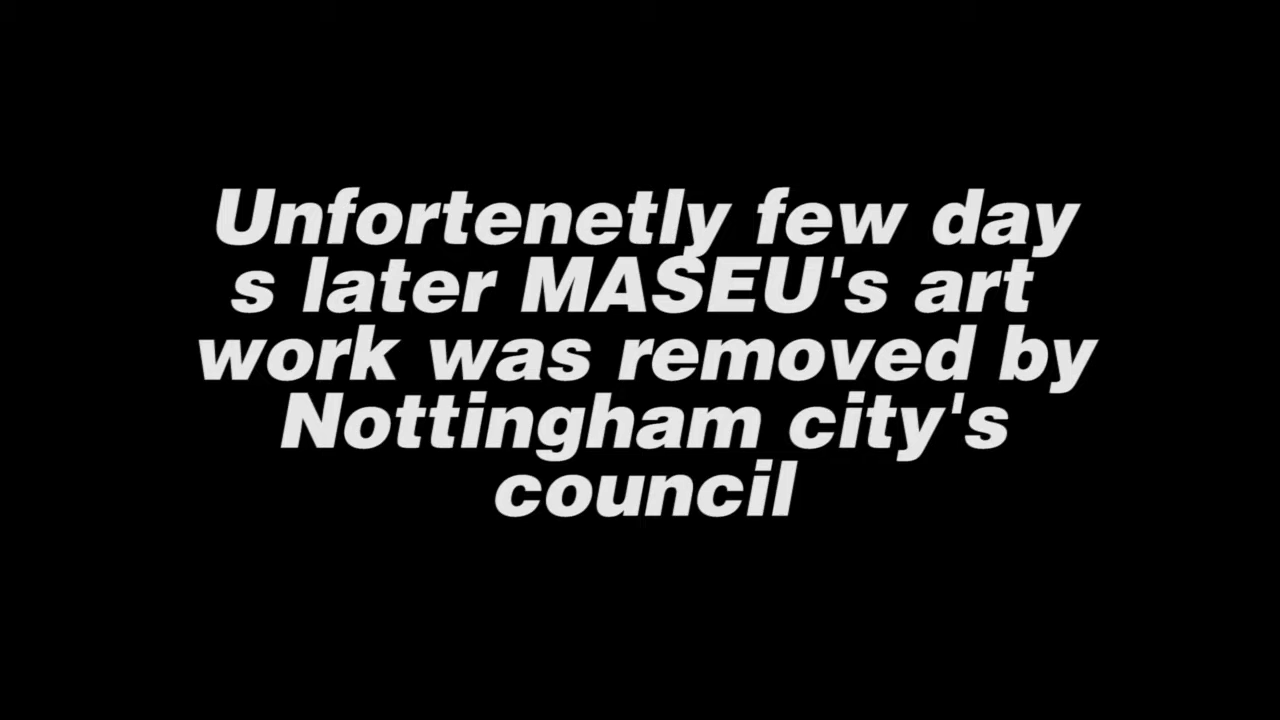 Unfortenetly few day
s later MASEU's art
work was removed by
Nottingham city's
council